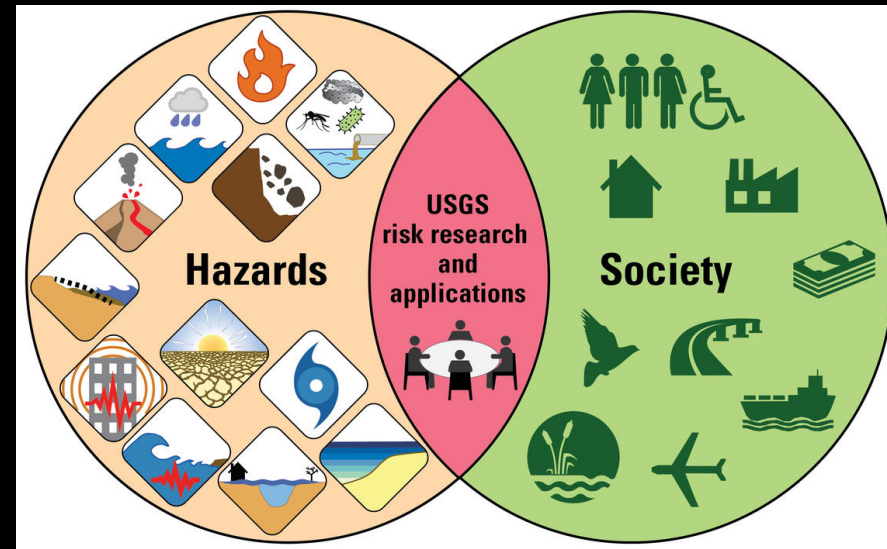 Hazards
USGS
risk research
and
applications
Society